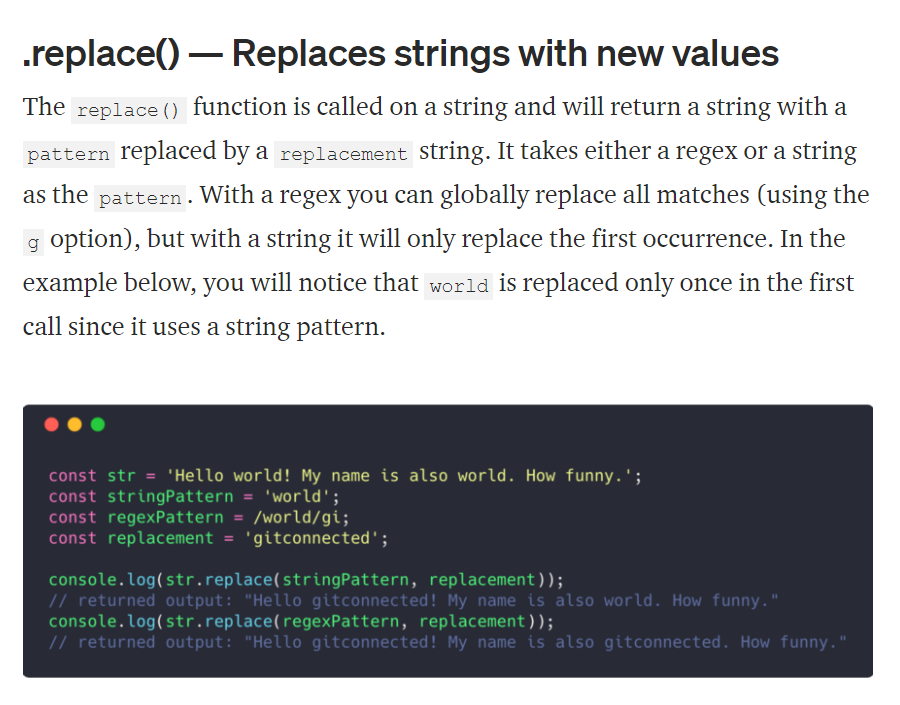 .replace() — Replaces strings with new values
The replace() function is called on a string and will return a string with a
pattern replaced by a replacement string. It takes either a regex or a string
as the pattern. With a regex you can globally replace all matches (using the
g option), but with a string it will only replace the first occurrence. In the
example below, you will notice that world is replaced only once in the first
call since it uses a string pattern.
const str = 'Hello world! My name is also world. How funny.';
const stringPattern = 'world';
const regexPattern = /world/gi;
const replacement = 'gitconnected';
console.log(str.replace(stringPattern, replacement));
// returned output: "Hello gitconnected! My name is also world. How funny."
console.log(str.replace(regexPattern, replacement));
// returned output: "Hello gitconnected! My name is also gitconnected. How funny."